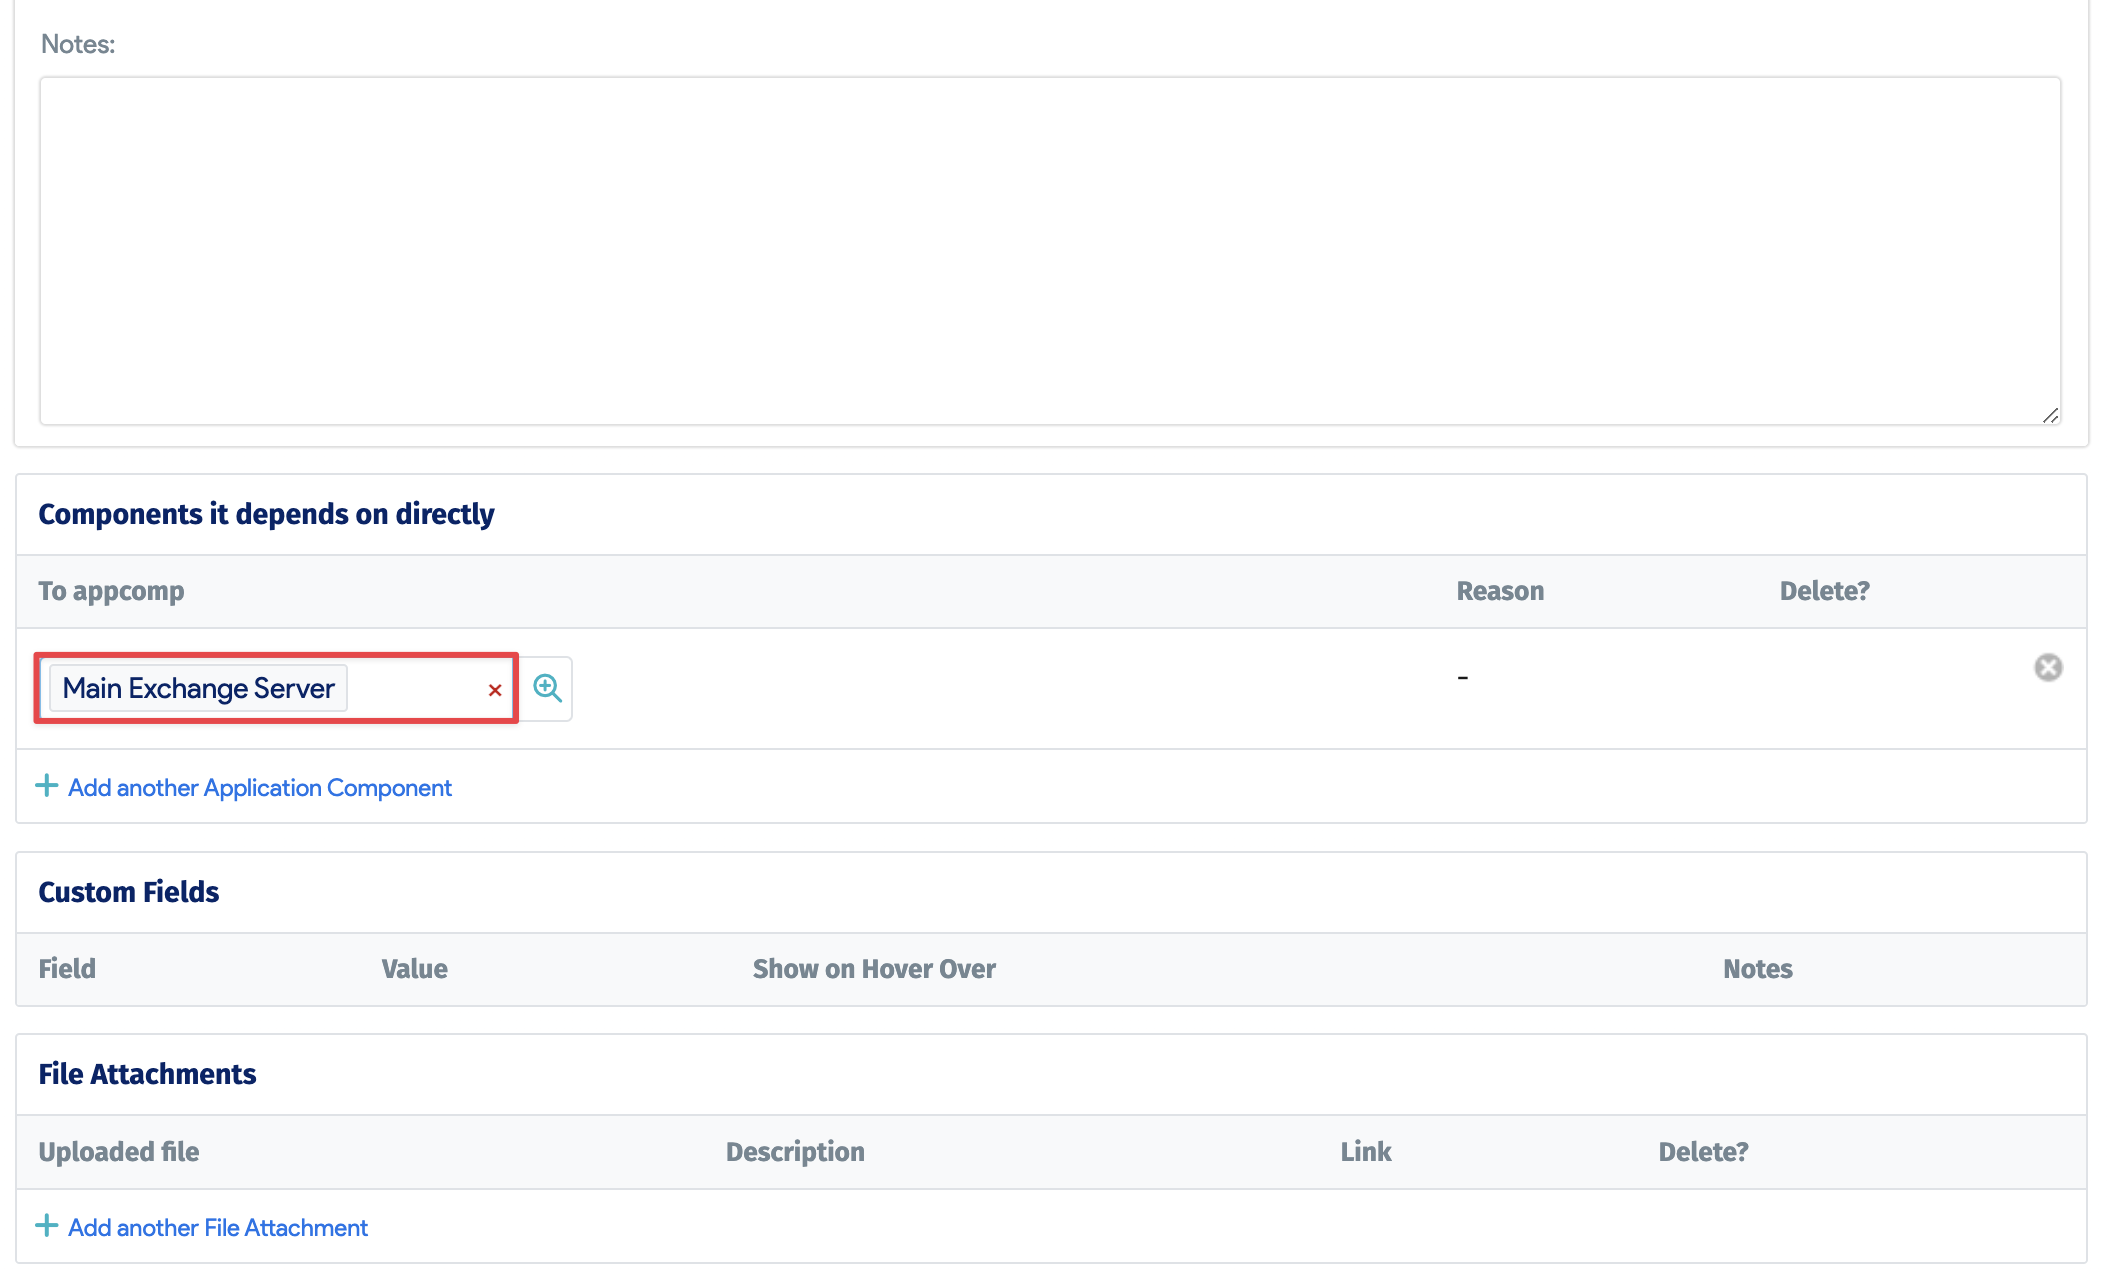 Notes:
Components it depends on directly
To appcomp Reason Delete?
Main Exchange Server × -
Add another Application Component
Custom Fields
Field Value Show on Hover Over Notes
File Attachments
Uploaded file Description Link Delete?
Add another File Attachment